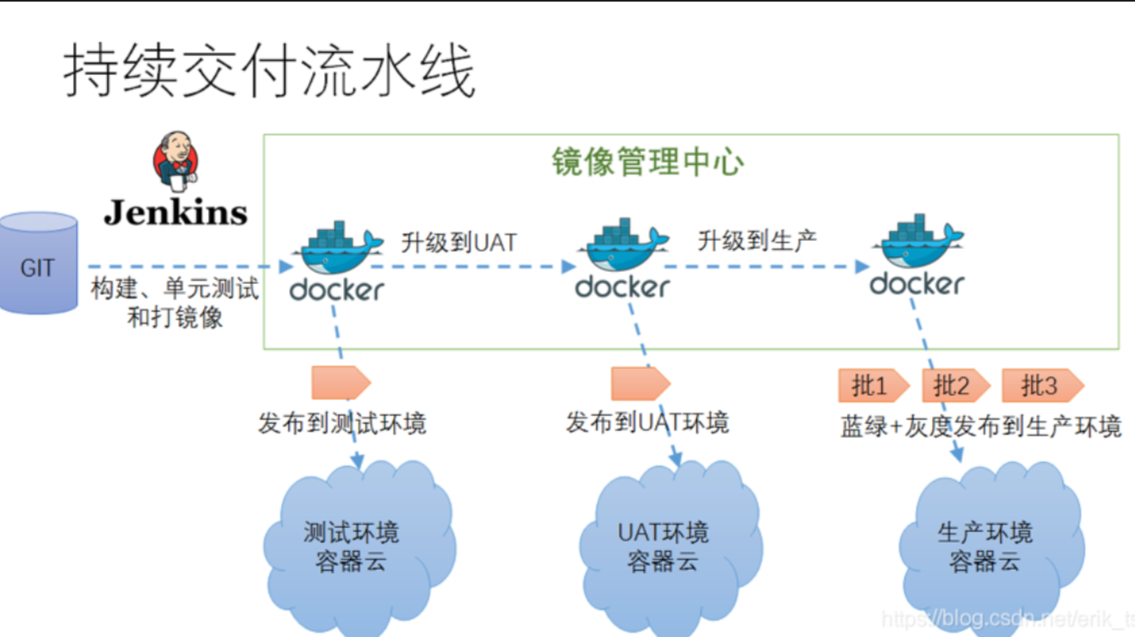 持续交付流水线
镜像管理中心
Jenkins
GIT
构建、单元测试
和打镜像
docker
升级到UAT
docker
升级到生产
docker
发布到测试环境
发布到UAT环境
批1
批2
批3
蓝绿+灰度发布到生产环境
测试环境
容器云
UAT环境
容器云
生产环境
容器云
https://blog.csdn.net/erik_ts